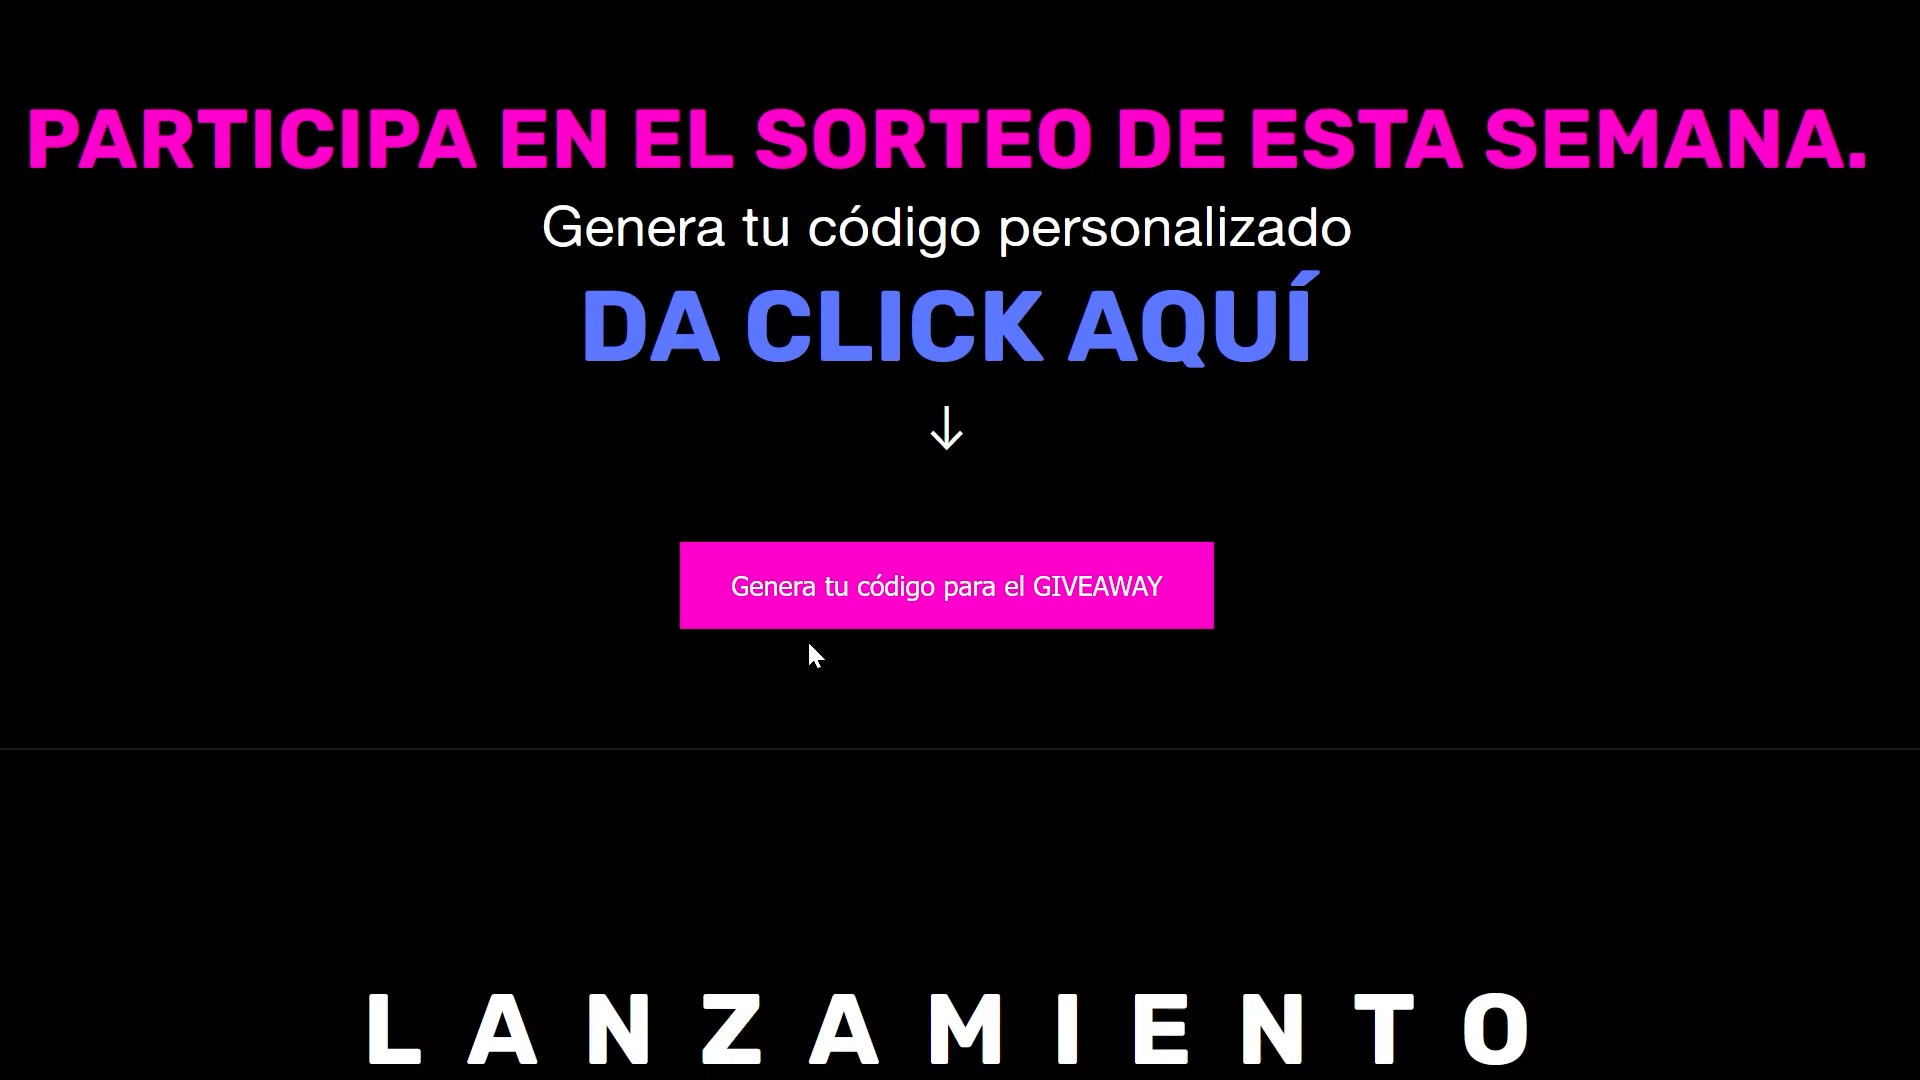 PARTICIPA EN EL SORTEO DE ESTA SEMANA.
Genera tu código personalizado
DA CLICK AQUÍ
↓
Genera tu código para el GIVEAWAY
LANZAMIENTO